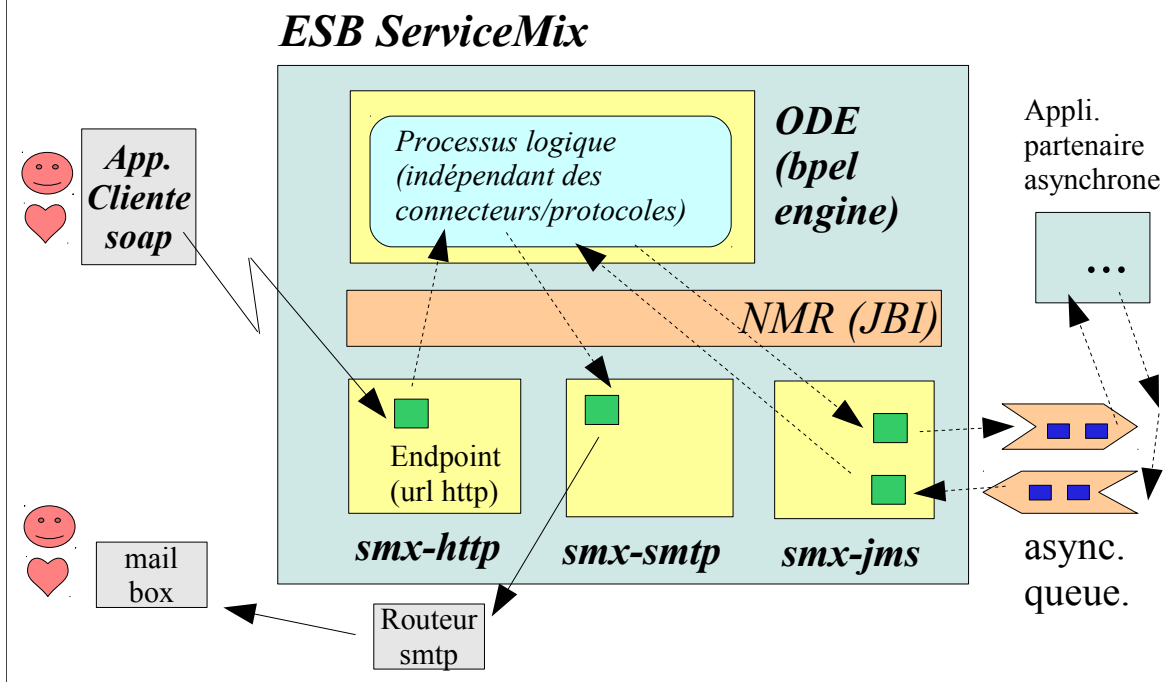 ESB ServiceMix
App.
Cliente
soap
Processus logique
(indépendant des
connecteurs/protocoles)
ODE
(bpel
engine)
Appli.
partenaire
asynchrone
...
NMR (JBI)
Endpoint
(url http)
smx-http
smx-smtp
smx-jms
async.
queue.
mail
box
Routeur
smtp